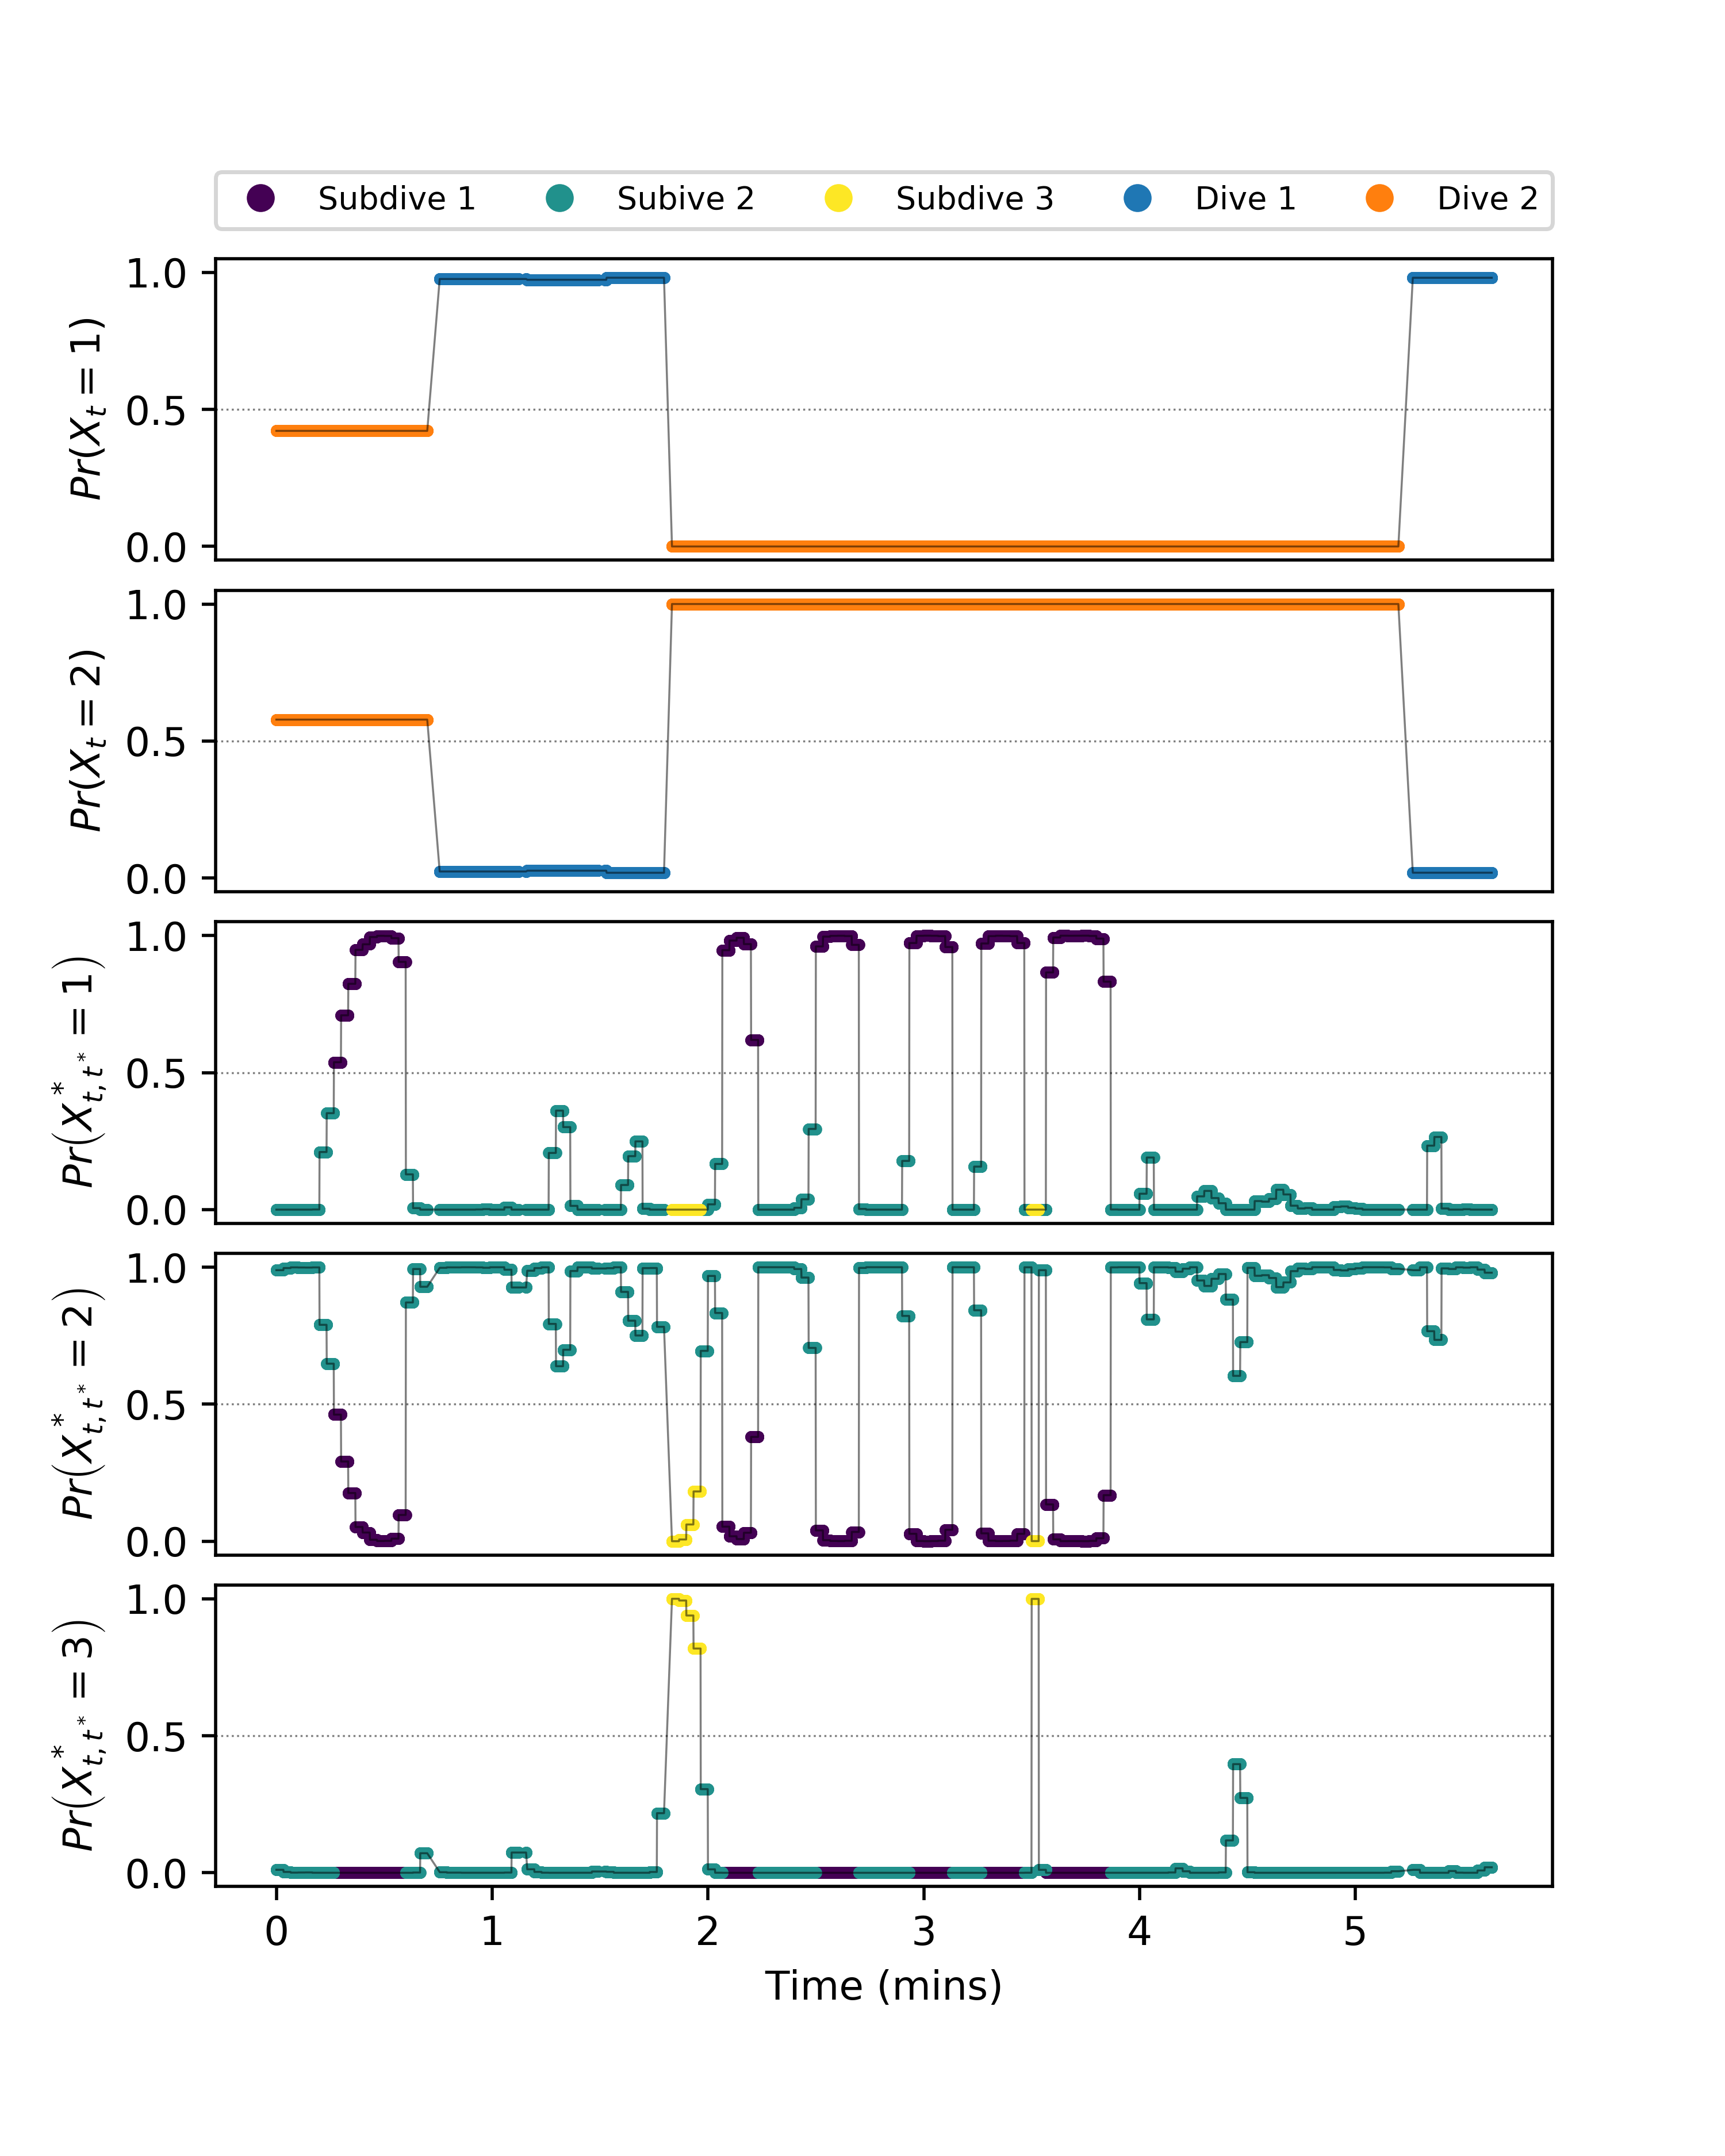 Subdive 1 Subive 2 Subdive 3 Dive 1 Dive 2
1.0
0.5
0.0
Pr(X_t = 1)
1.0
0.5
0.0
Pr(X_t = 2)
1.0
0.5
0.0
Pr(X*_{t,t*} = 1)
1.0
0.5
0.0
Pr(X*_{t,t*} = 2)
1.0
0.5
0.0
Pr(X*_{t,t*} = 3)
0 1 2 3 4 5
Time (mins)